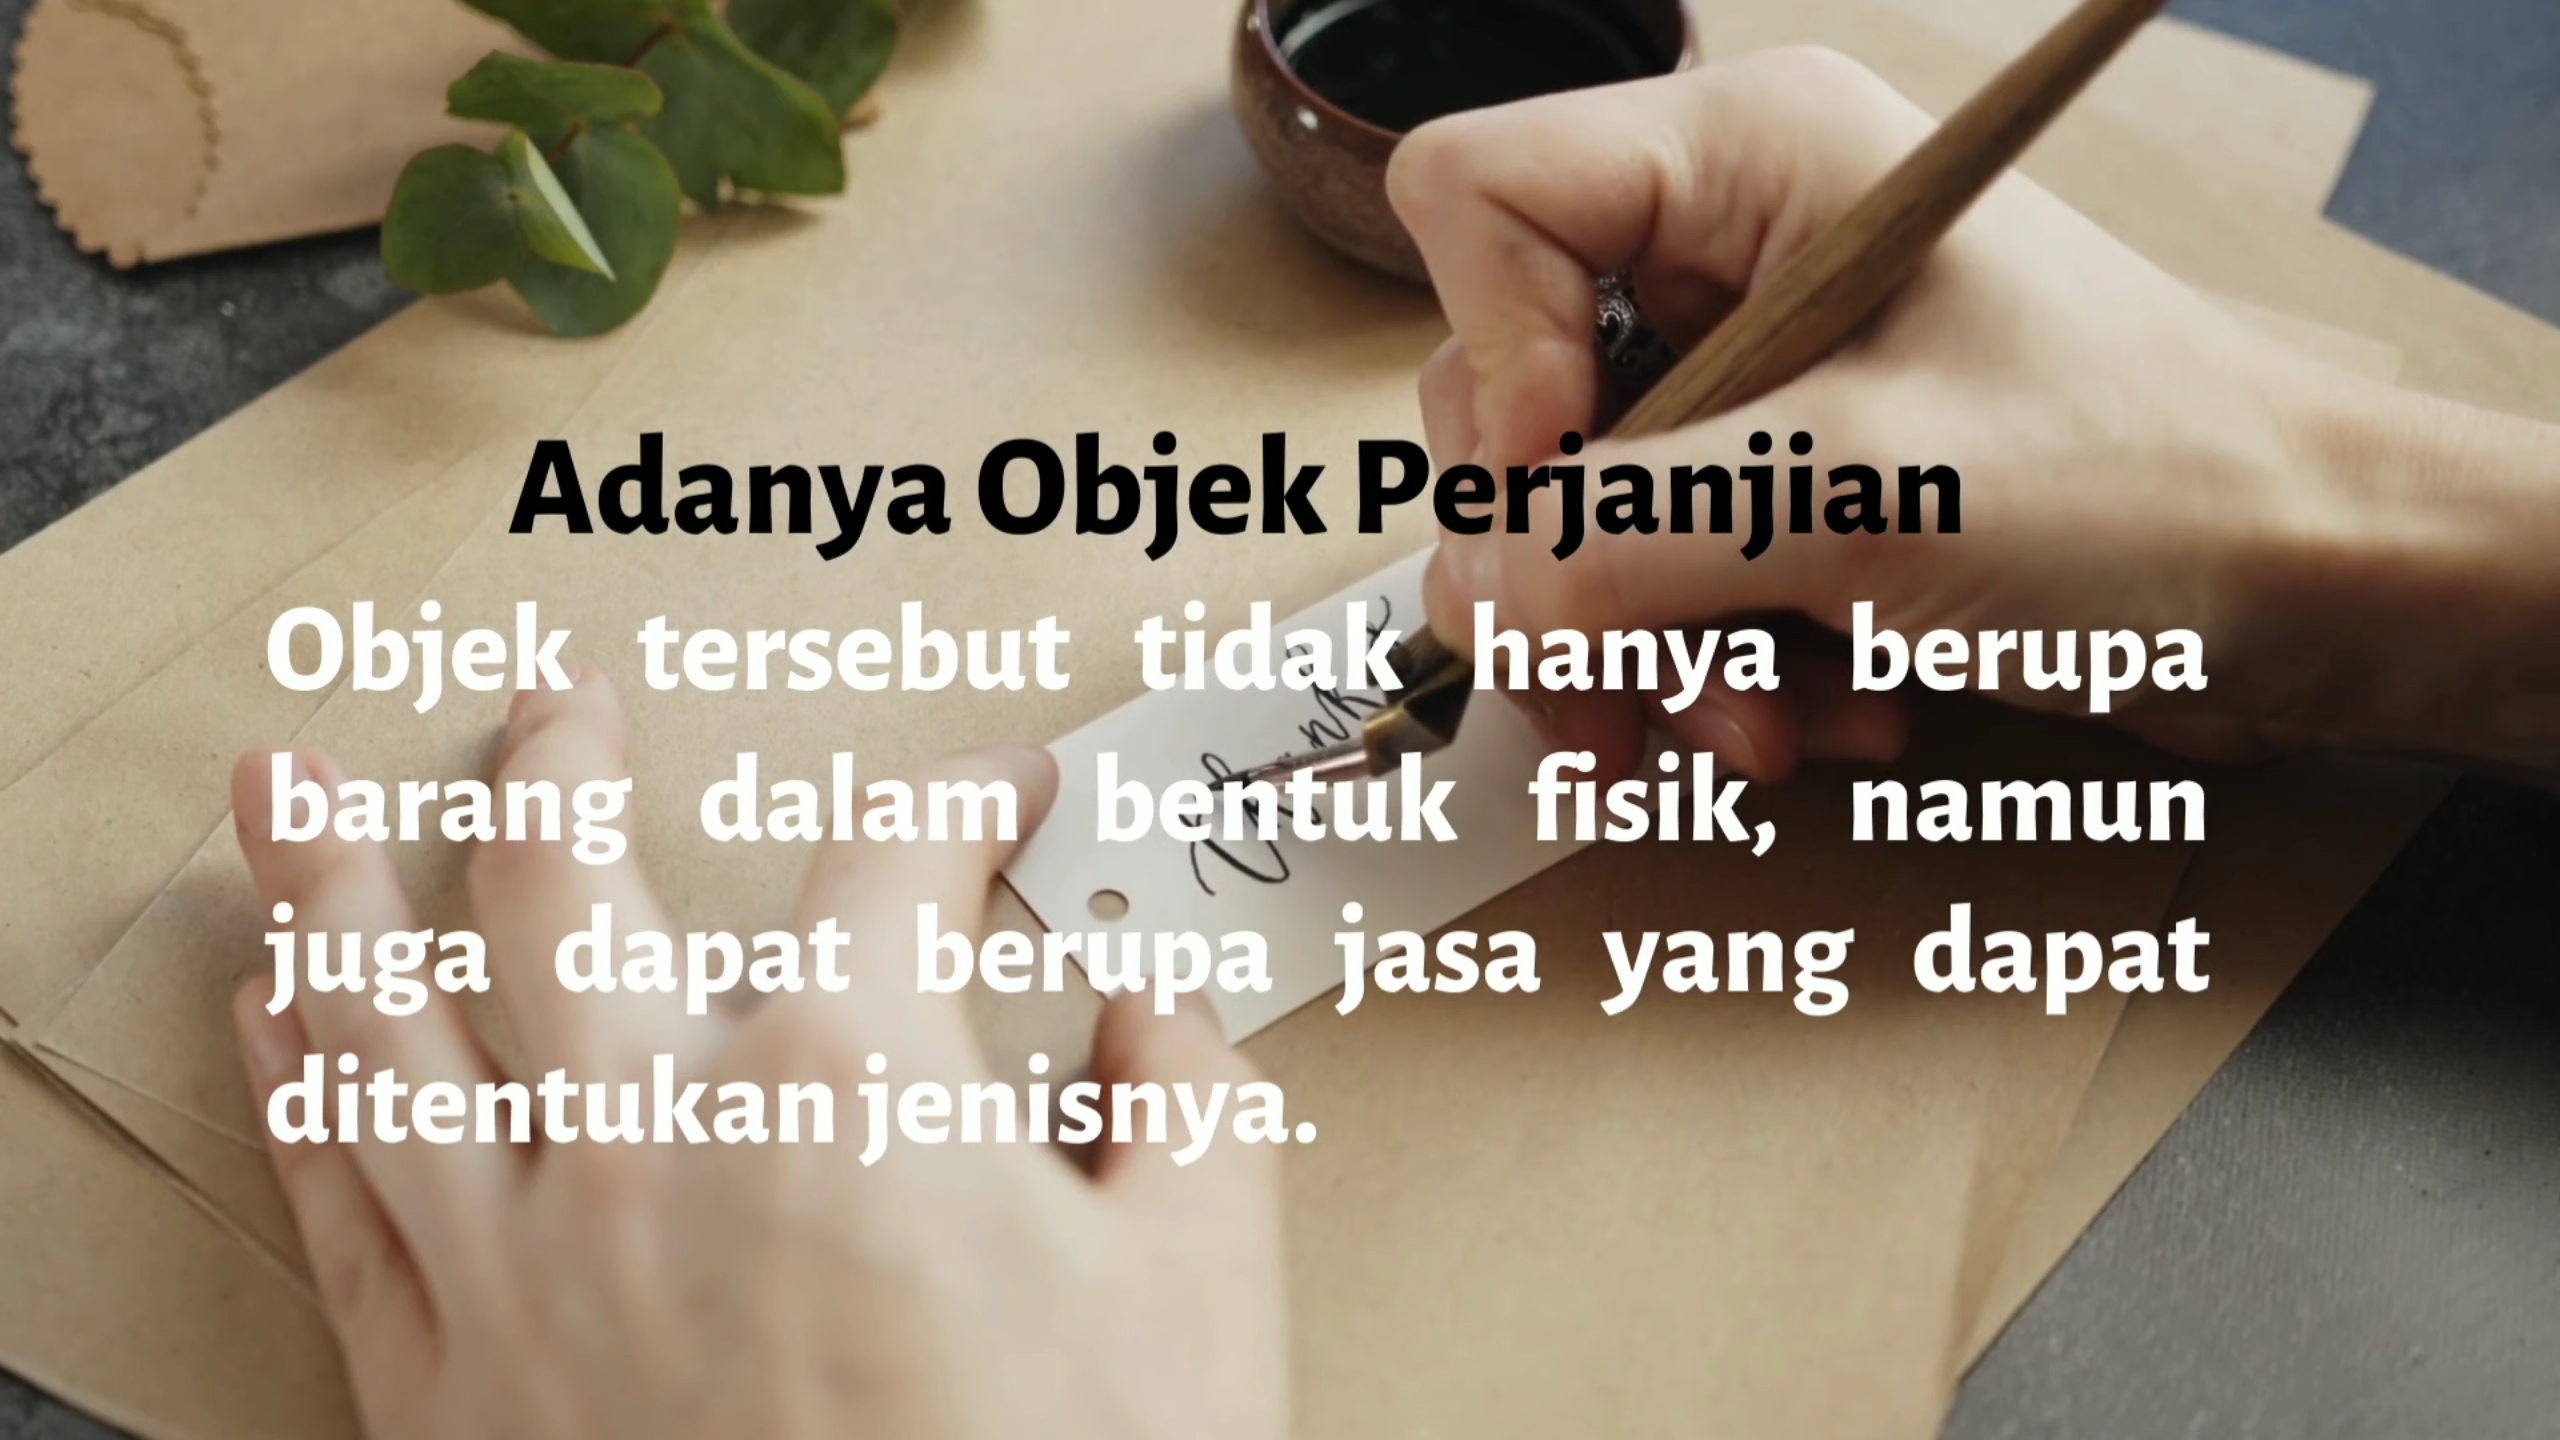 Adanya Objek Perjanjian
Objek tersebut tidak hanya berupa
barang dalam bentuk fisik, namun
juga dapat berupa jasa yang dapat
ditentukan jenisnya.